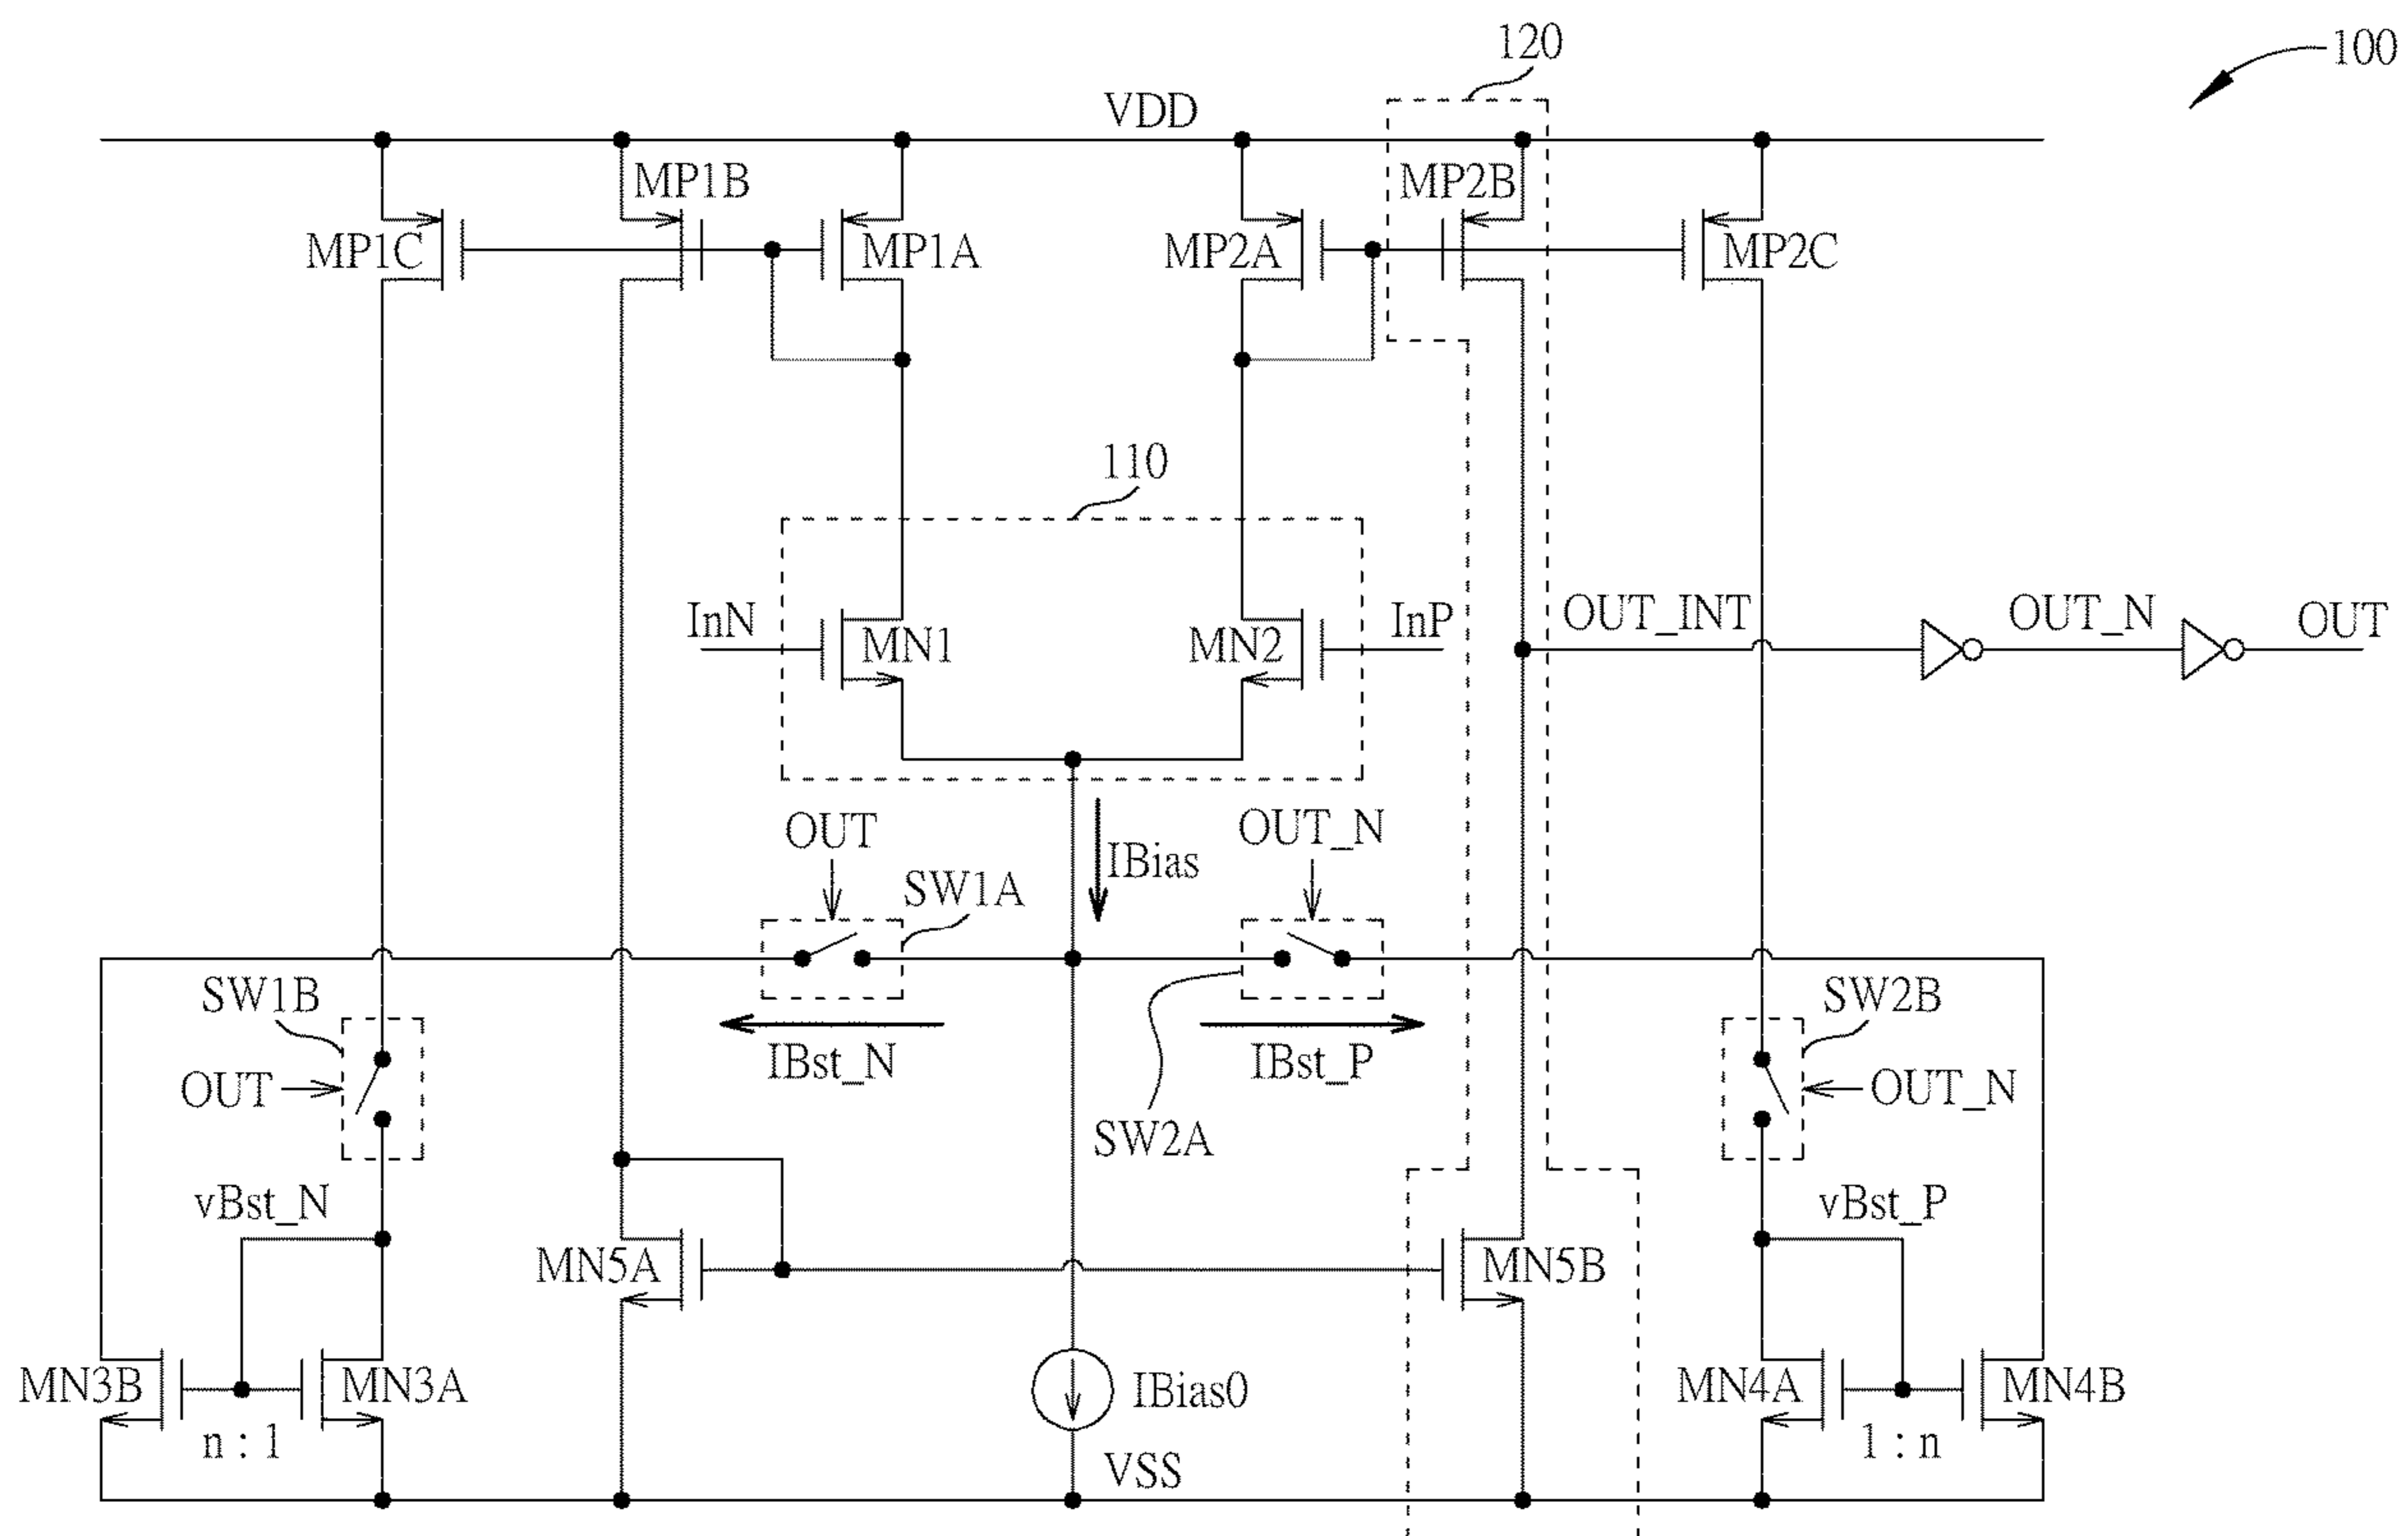 120
100
VDD
MP1B
MP2B
MP1C
MP1A
MP2A
MP2C
110
InN
MN1
MN2
InP
OUT_INT
OUT_N
OUT
OUT
OUT_N
IBias
SW1A
SW1B
SW2B
OUT
IBst_N
IBst_P
OUT_N
SW2A
vBst_N
vBst_P
MN5A
MN5B
MN3B
MN3A
IBias0
MN4A
MN4B
n : 1
1 : n
VSS